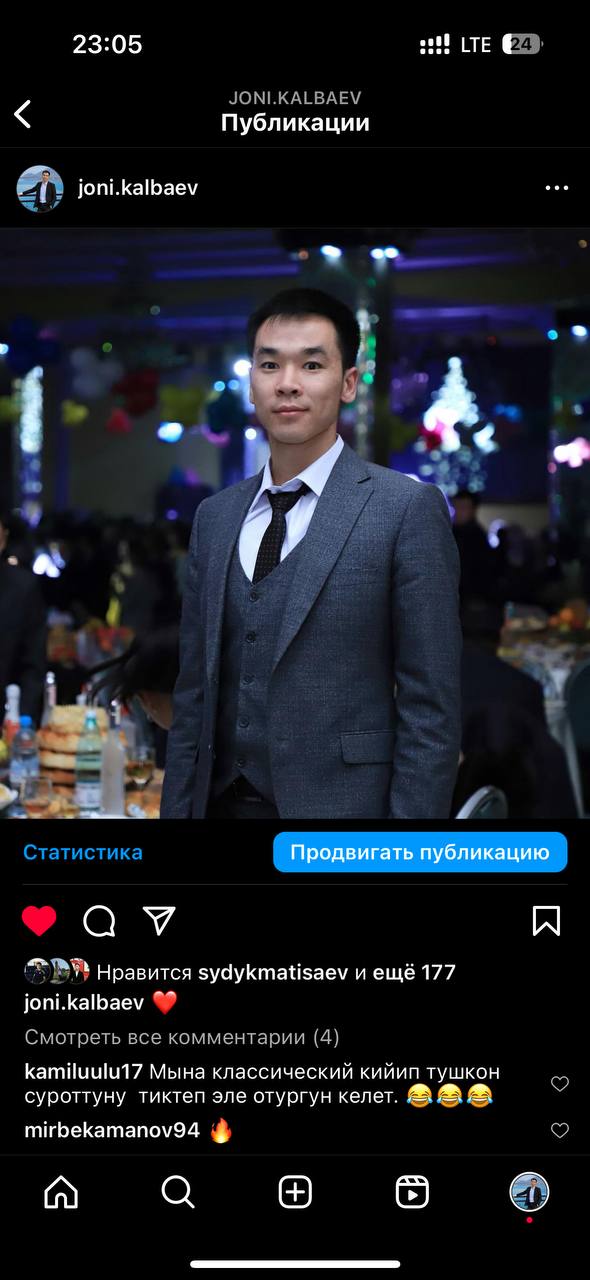 23:05
LTE
24
JONI.KALBAEV
Публикации
joni.kalbaev
Статистика
Продвигать публикацию
Нравится sydykmatisaev и ещё 177
joni.kalbaev ❤️
Смотреть все комментарии (4)
kamiluulu17 Мына классический кийип тушкон
суроттуну  тиктеп эле отургун келет. 😂😂😂
mirbekamanov94 🔥